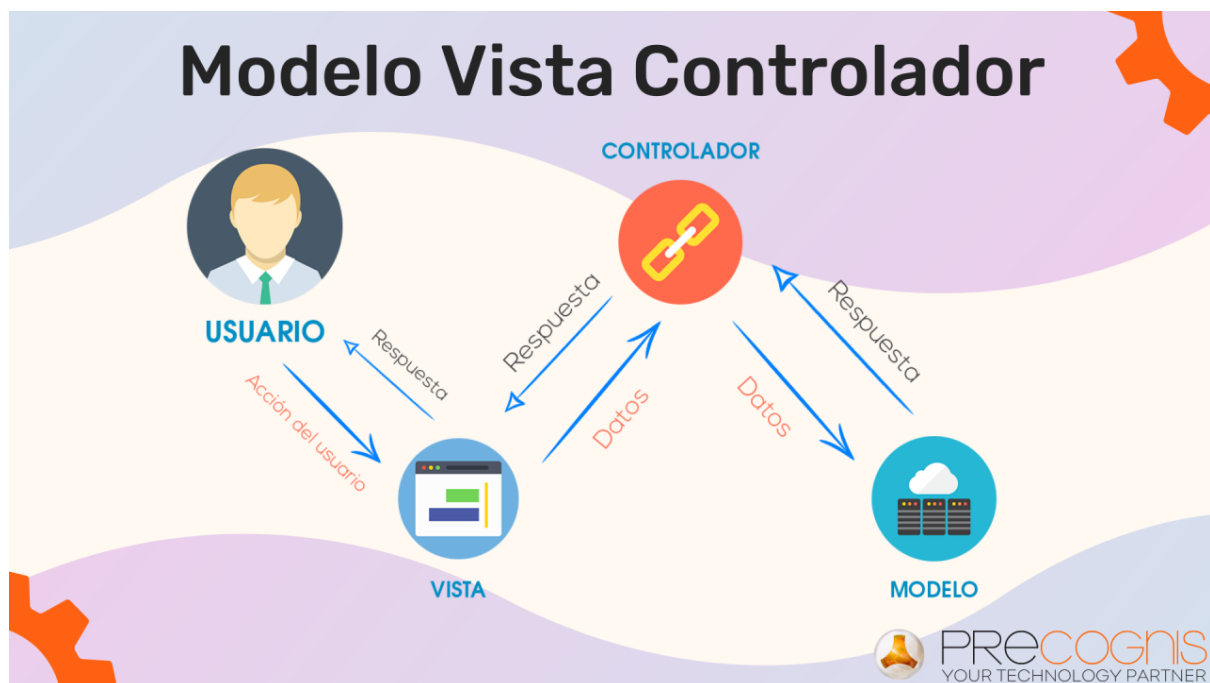 Modelo Vista Controlador
CONTROLADOR
USUARIO
Respuesta
Acción del usuario
Respuesta
Datos
Datos
Respuesta
VISTA
MODELO
PRECOGNIS
YOUR TECHNOLOGY PARTNER